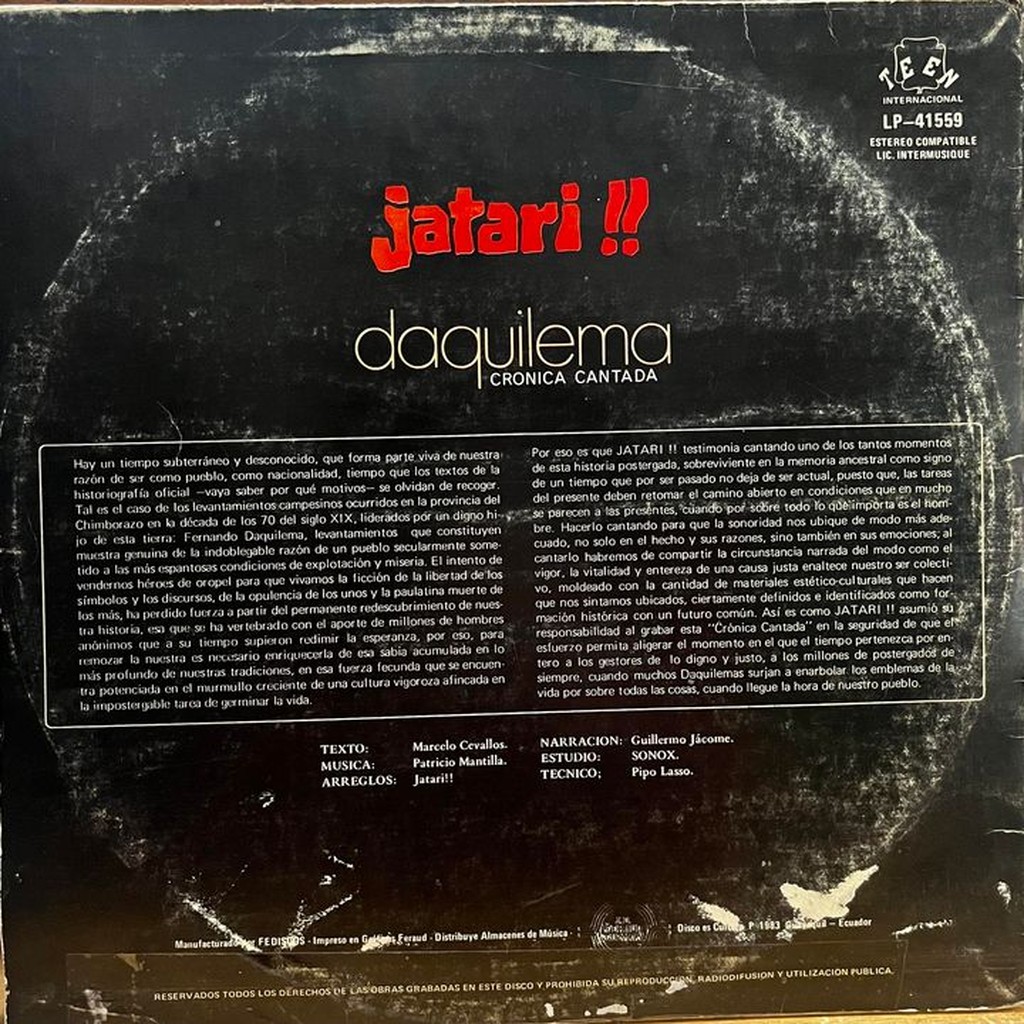 TEEN
INTERNACIONAL
LP-41559
ESTEREO COMPATIBLE
LIC. INTERMUSIQUE
jatari !!
daquilema
CRONICA CANTADA
Hay un tiempo subterráneo y desconocido, que forma parte viva de nuestra
razón de ser como pueblo, como nacionalidad, tiempo que los textos de la
historiografía oficial —vaya saber por qué motivos— se olvidan de recoger.
Tal es el caso de los levantamientos campesinos ocurridos en la provincia del
Chimborazo en la década de los 70 del siglo XIX, liderados por un digno hi-
jo de esta tierra: Fernando Daquilema, levantamientos que constituyen
muestra genuina de la indoblegable razón de un pueblo secularmente some-
tido a las más espantosas condiciones de explotación y miseria. El intento de
vendernos héroes de oropel para que vivamos la ficción de la libertad de los
símbolos y los discursos, de la opulencia de los unos y la paulatina muerte de
los más, ha perdido fuerza a partir del permanente redescubrimiento de nues-
tra historia, esa que se ha vertebrado con el aporte de millones de hombres
anónimos que a su tiempo supieron redimir la esperanza, por eso, para
remozar la nuestra es necesario enriquecerla de esa sabia acumulada en lo
más profundo de nuestras tradiciones, en esa fuerza fecunda que se encuen-
tra potenciada en el murmullo creciente de una cultura vigoroza afincada en
la impostergable tarea de germinar la vida.
Por eso es que JATARI !! testimonia cantando uno de los tantos momentos
de esta historia postergada, sobreviviente en la memoria ancestral como signo
de un tiempo que por ser pasado no deja de ser actual, puesto que, las tareas
del presente deben retomar el camino abierto en condiciones que en mucho
se parecen a las presentes, cuando por sobre todo lo que importa es el hom-
bre. Hacerlo cantando para que la sonoridad nos ubique de modo más ade-
cuado, no solo en el hecho y sus razones, sino también en sus emociones; al
cantarlo habremos de compartir la circunstancia narrada del modo como el
vigor, la vitalidad y entereza de una causa justa enaltece nuestro ser colecti-
vo, moldeado con la cantidad de materiales estético-culturales que hacen
que nos sintamos ubicados, ciertamente definidos e identificados como for-
mación histórica con un futuro común. Así es como JATARI !! asumió su
responsabilidad al grabar esta "Crónica Cantada" en la seguridad de que el
esfuerzo permita aligerar el momento en el que el tiempo pertenezca por en-
tero a los gestores de lo digno y justo, a los millones de postergados de
siempre, cuando muchos Daquilemas surjan a enarbolar los emblemas de la
vida por sobre todas las cosas, cuando llegue la hora de nuestro pueblo.
TEXTO: Marcelo Cevallos.
MUSICA: Patricio Mantilla.
ARREGLOS: Jatari!!
NARRACION: Guillermo Jácome.
ESTUDIO: SONOX.
TECNICO; Pipo Lasso.
Manufacturado por FEDISCOS - Impreso en Gráficas Feraud - Distribuye Almacenes de Música - Disco es Cultura P 1983 Guayaquil – Ecuador
RESERVADOS TODOS LOS DERECHOS DE LAS OBRAS GRABADAS EN ESTE DISCO Y PROHIBIDA SU REPRODUCCION, RADIODIFUSION Y UTILIZACION PUBLICA.